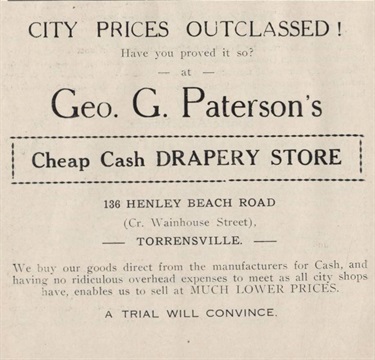 CITY PRICES OUTCLASSED!
Have you proved it so?
— at —
Geo. G. Paterson's
Cheap Cash DRAPERY STORE
136 HENLEY BEACH ROAD
(Cr. Wainhouse Street),
—— TORRENSVILLE. ——
We buy our goods direct from the manufacturers for Cash, and
having no ridiculous overhead expenses to meet as all city shops
have, enables us to sell at MUCH LOWER PRICES.
A TRIAL WILL CONVINCE.